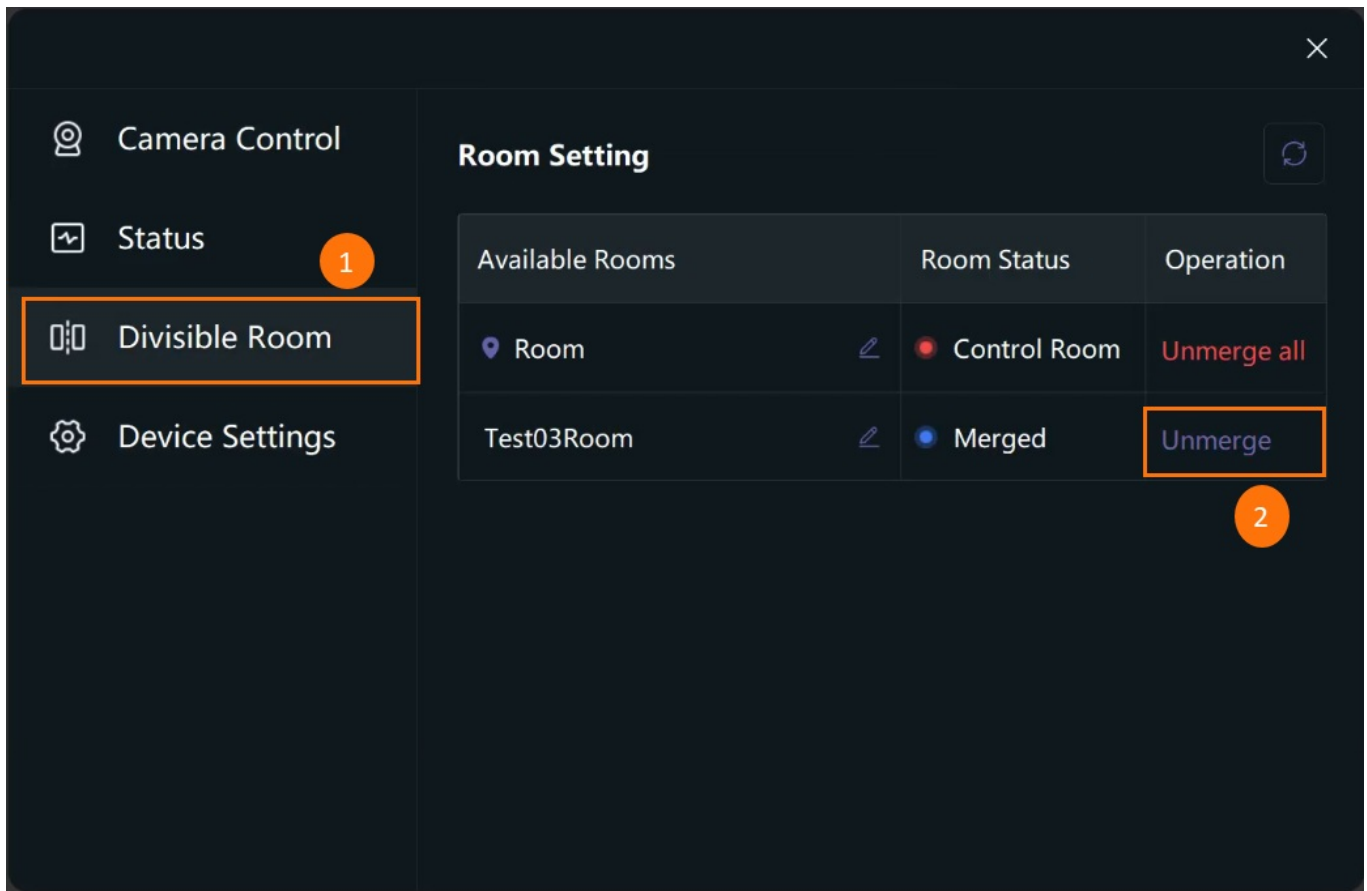 Camera Control
Status
1
Divisible Room
Device Settings
Room Setting
Available Rooms Room Status Operation
Room Control Room Unmerge all
Test03Room Merged Unmerge
2